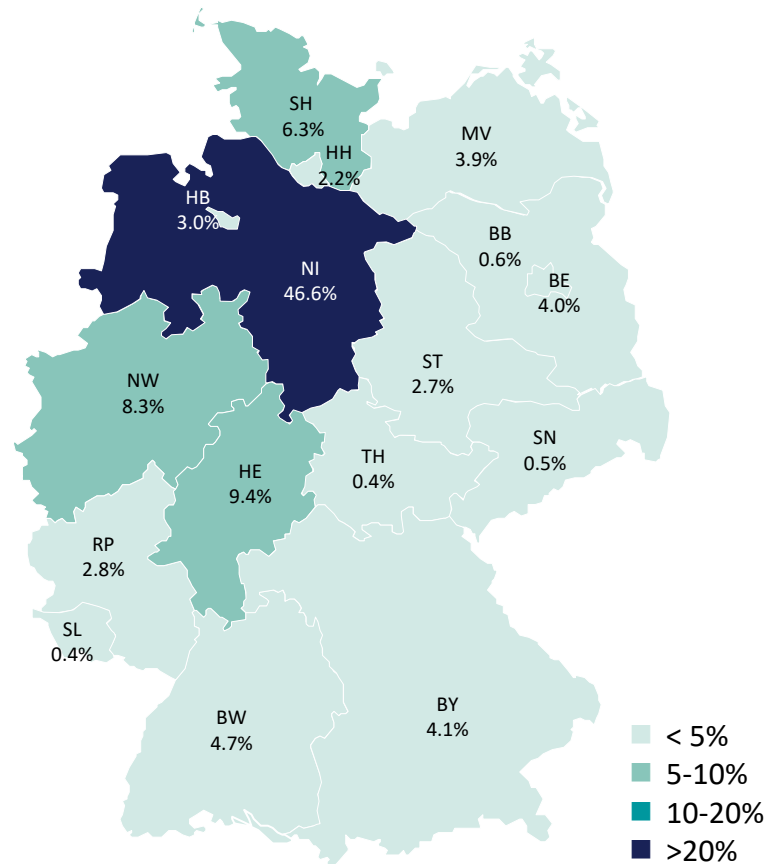 SH
6.3%
HH
2.2%
MV
3.9%
HB
3.0%
NI
46.6%
BB
0.6%
BE
4.0%
ST
2.7%
NW
8.3%
HE
9.4%
TH
0.4%
SN
0.5%
RP
2.8%
SL
0.4%
BW
4.7%
BY
4.1%
< 5%
5-10%
10-20%
>20%